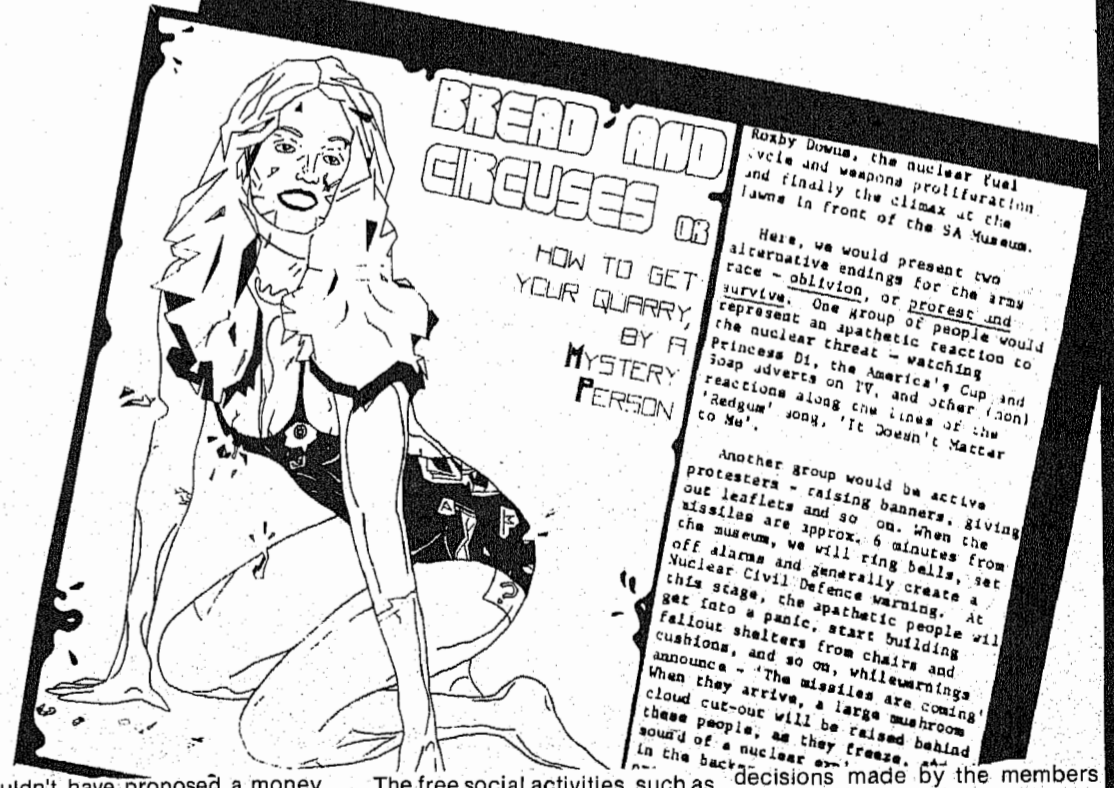 BREAD AND
CIRCUSES OR
HOW TO GET
YOUR QUARRY,
BY A
MYSTERY
PERSON
Roxby Downs, the nuclear fuel
cycle and weapons proliferation
and finally the climax at the
lawns in front of the SA Museum.
Here, we would present two
alternative endings for the arms
race - oblivion, or protest and
survive. One group of people would
represent an apathetic reaction to
the nuclear threat - watching
Princess Di, the America's Cup and
Soap adverts on TV, and other (non)
reactions along the lines of the
'Redgum' song, 'It Doesn't Matter
to Me'.
Another group would be active
protesters - raising banners, giving
out leaflets and so on. When the
missiles are approx. 6 minutes from
the museum, we will ring bells, set
off alarms and generally create a
Nuclear Civil Defence warning. At
this stage, the apathetic people will
get into a panic, start building
fallout shelters from chairs and
cushions, and so on, whilewarnings
announce - 'The missiles are coming'
When they arrive, a large mushroom
cloud cut-out will be raised behind
these people, as they freeze,
sound of a nuclear
in the
have proposed a money
The free social activities, such as
decisions made by the members